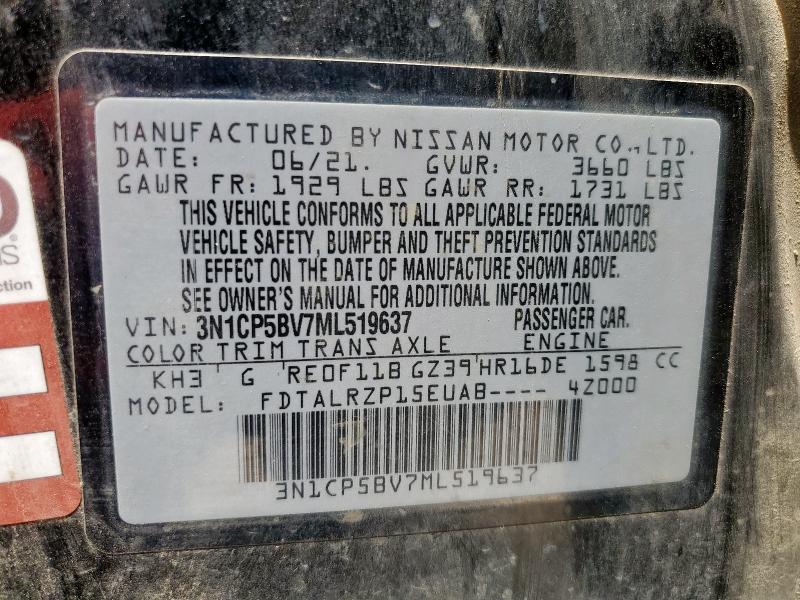 MANUFACTURED BY NISSAN MOTOR CO., LTD.
DATE: 06/21. GVWR: 3660 LBS
GAWR FR: 1929 LBS GAWR RR: 1731 LBS
THIS VEHICLE CONFORMS TO ALL APPLICABLE FEDERAL MOTOR
VEHICLE SAFETY, BUMPER AND THEFT PREVENTION STANDARDS
IN EFFECT ON THE DATE OF MANUFACTURE SHOWN ABOVE.
SEE OWNER'S MANUAL FOR ADDITIONAL INFORMATION.
VIN: 3N1CP5BV7ML519637 PASSENGER CAR.
COLOR TRIM TRANS AXLE ENGINE
KH3 G RE0F11B GZ39 HR16DE 1598 CC
MODEL: FDTALRZP15EUAB---- 4Z000
3N1CP5BV7ML519637